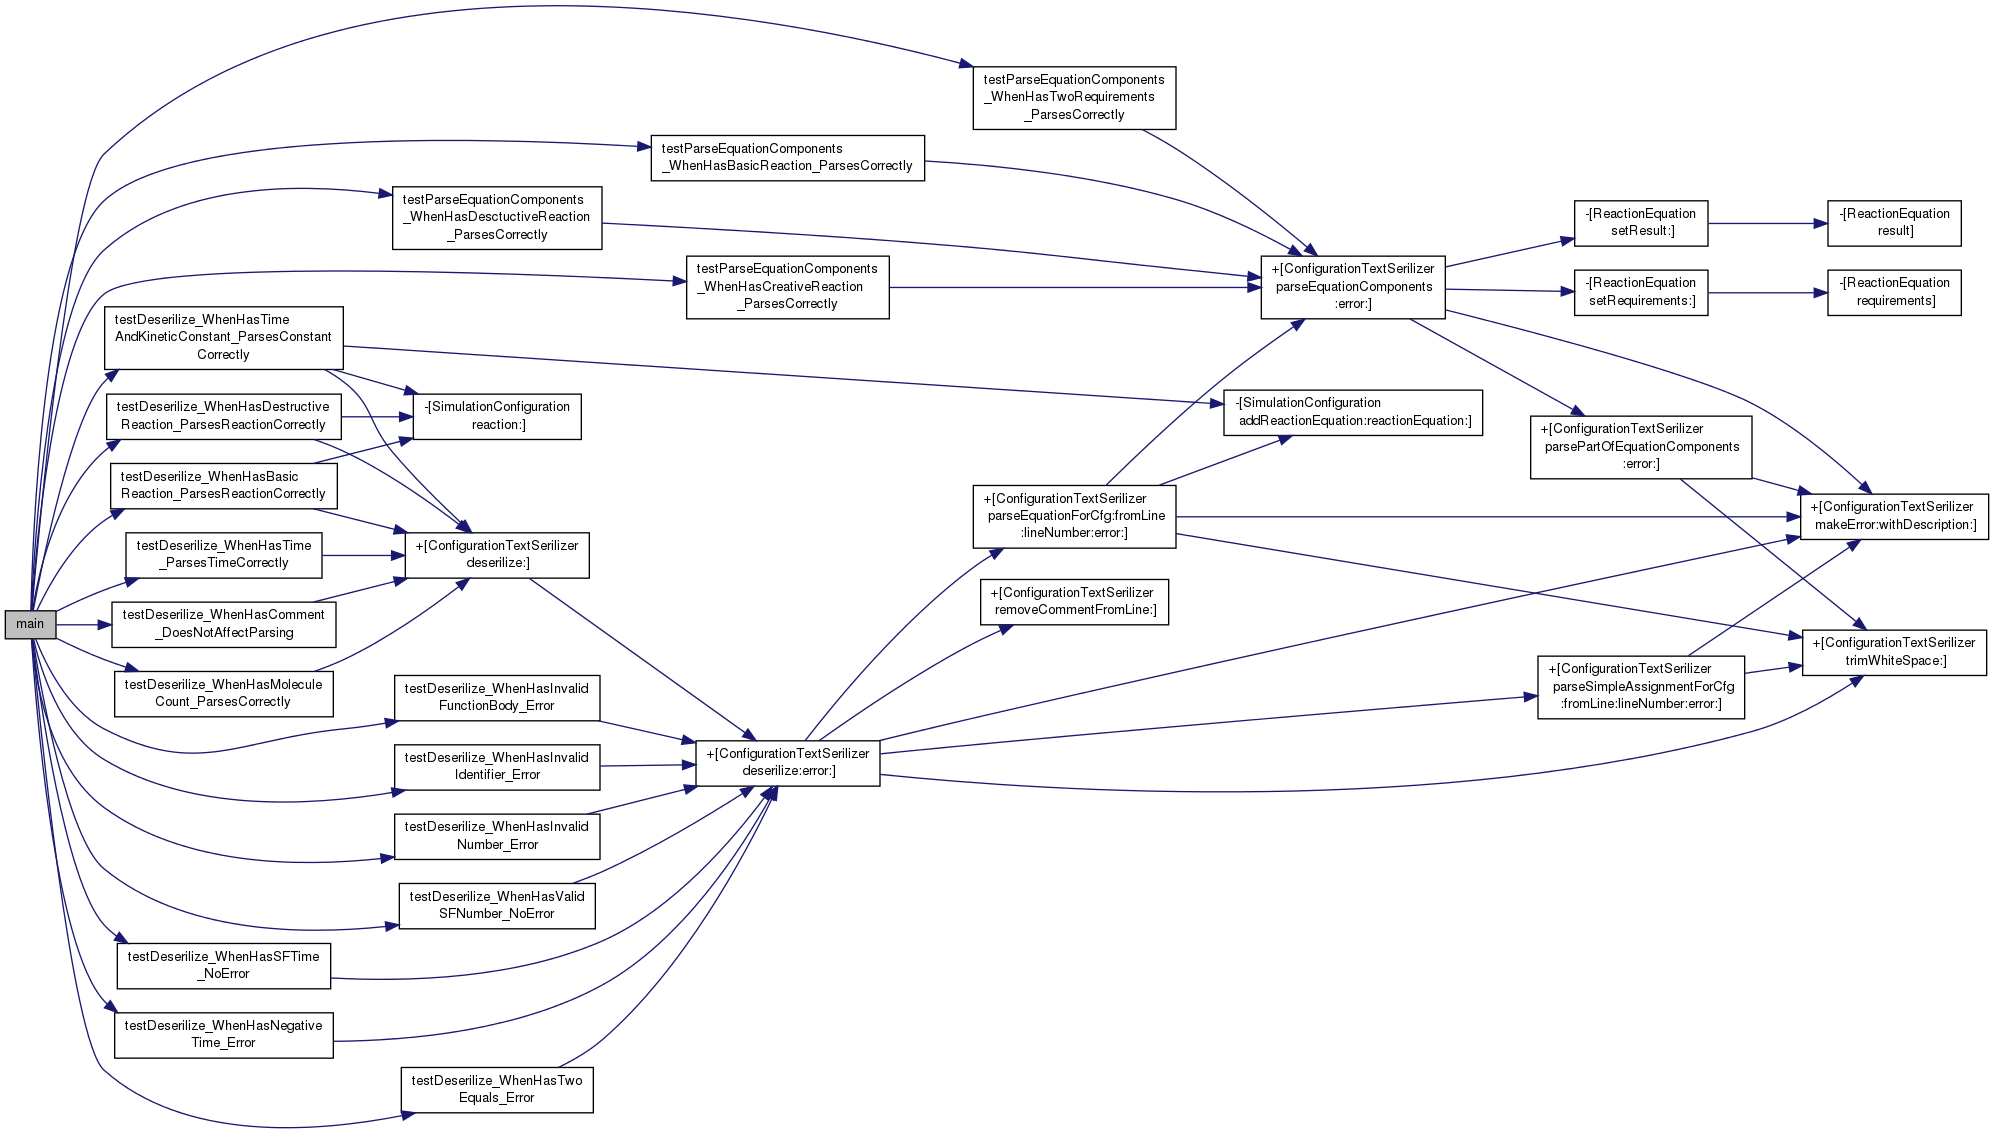 main
testParseEquationComponents
_WhenHasTwoRequirements
_ParsesCorrectly
testParseEquationComponents
_WhenHasBasicReaction_ParsesCorrectly
testParseEquationComponents
_WhenHasDesctuctiveReaction
_ParsesCorrectly
testParseEquationComponents
_WhenHasCreativeReaction
_ParsesCorrectly
testDeserilize_WhenHasTime
AndKineticConstant_ParsesConstant
Correctly
testDeserilize_WhenHasDestructive
Reaction_ParsesReactionCorrectly
testDeserilize_WhenHasBasic
Reaction_ParsesReactionCorrectly
testDeserilize_WhenHasTime
_ParsesTimeCorrectly
testDeserilize_WhenHasComment
_DoesNotAffectParsing
testDeserilize_WhenHasMolecule
Count_ParsesCorrectly
testDeserilize_WhenHasInvalid
FunctionBody_Error
testDeserilize_WhenHasInvalid
Identifier_Error
testDeserilize_WhenHasInvalid
Number_Error
testDeserilize_WhenHasValid
SFNumber_NoError
testDeserilize_WhenHasSFTime
_NoError
testDeserilize_WhenHasNegative
Time_Error
testDeserilize_WhenHasTwo
Equals_Error
-[SimulationConfiguration
reaction:]
+[ConfigurationTextSerilizer
deserilize:]
+[ConfigurationTextSerilizer
deserilize:error:]
+[ConfigurationTextSerilizer
parseEquationForCfg:fromLine
:lineNumber:error:]
+[ConfigurationTextSerilizer
removeCommentFromLine:]
+[ConfigurationTextSerilizer
parseEquationComponents
:error:]
-[SimulationConfiguration
addReactionEquation:reactionEquation:]
-[ReactionEquation
setResult:]
-[ReactionEquation
result]
-[ReactionEquation
setRequirements:]
-[ReactionEquation
requirements]
+[ConfigurationTextSerilizer
parsePartOfEquationComponents
:error:]
+[ConfigurationTextSerilizer
makeError:withDescription:]
+[ConfigurationTextSerilizer
trimWhiteSpace:]
+[ConfigurationTextSerilizer
parseSimpleAssignmentForCfg
:fromLine:lineNumber:error:]